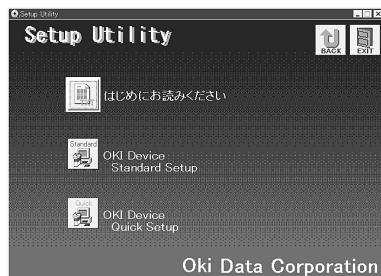 Setup Utility
Setup Utility
BACK
EXIT
はじめにお読みください
Standard
OKI Device
Standard Setup
Quick
OKI Device
Quick Setup
Oki Data Corporation